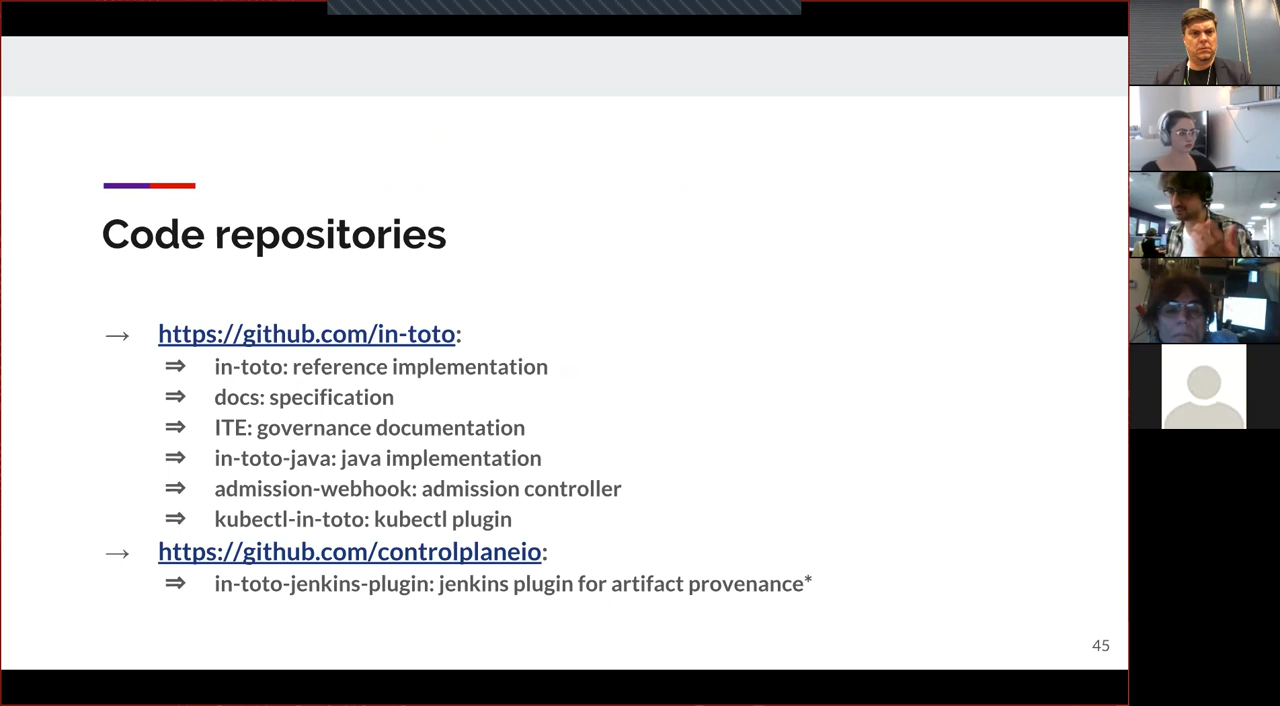 Code repositories
→ https://github.com/in-toto:
⇒ in-toto: reference implementation
⇒ docs: specification
⇒ ITE: governance documentation
⇒ in-toto-java: java implementation
⇒ admission-webhook: admission controller
⇒ kubectl-in-toto: kubectl plugin
→ https://github.com/controlplaneio:
⇒ in-toto-jenkins-plugin: jenkins plugin for artifact provenance*
45